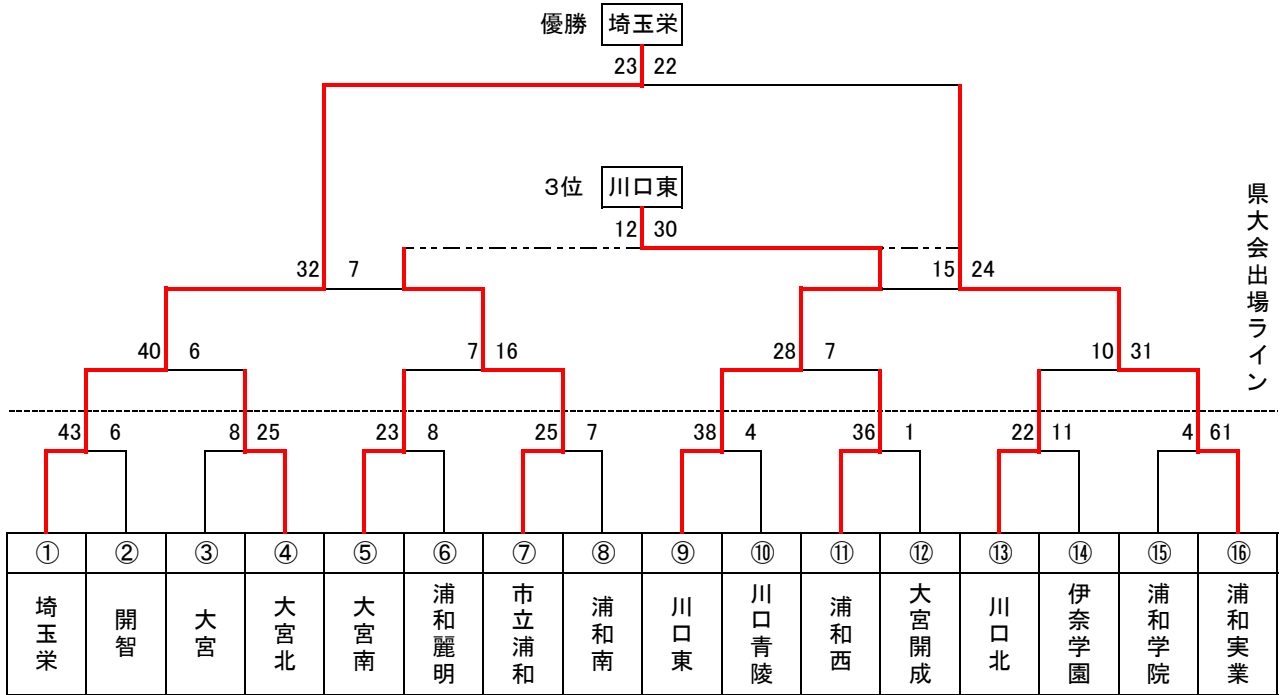 優勝 埼玉栄
23 22
3位 川口東
12 30
32 7
15 24
県大会出場ライン
40 6
7 16
28 7
10 31
43 6
8 25
23 8
25 7
38 4
36 1
22 11
4 61
① ② ③ ④ ⑤ ⑥ ⑦ ⑧ ⑨ ⑩ ⑪ ⑫ ⑬ ⑭ ⑮ ⑯
埼玉栄
開智
大宮
大宮北
大宮南
浦和麗明
市立浦和
浦和南
川口東
川口青陵
浦和西
大宮開成
川口北
伊奈学園
浦和学院
浦和実業